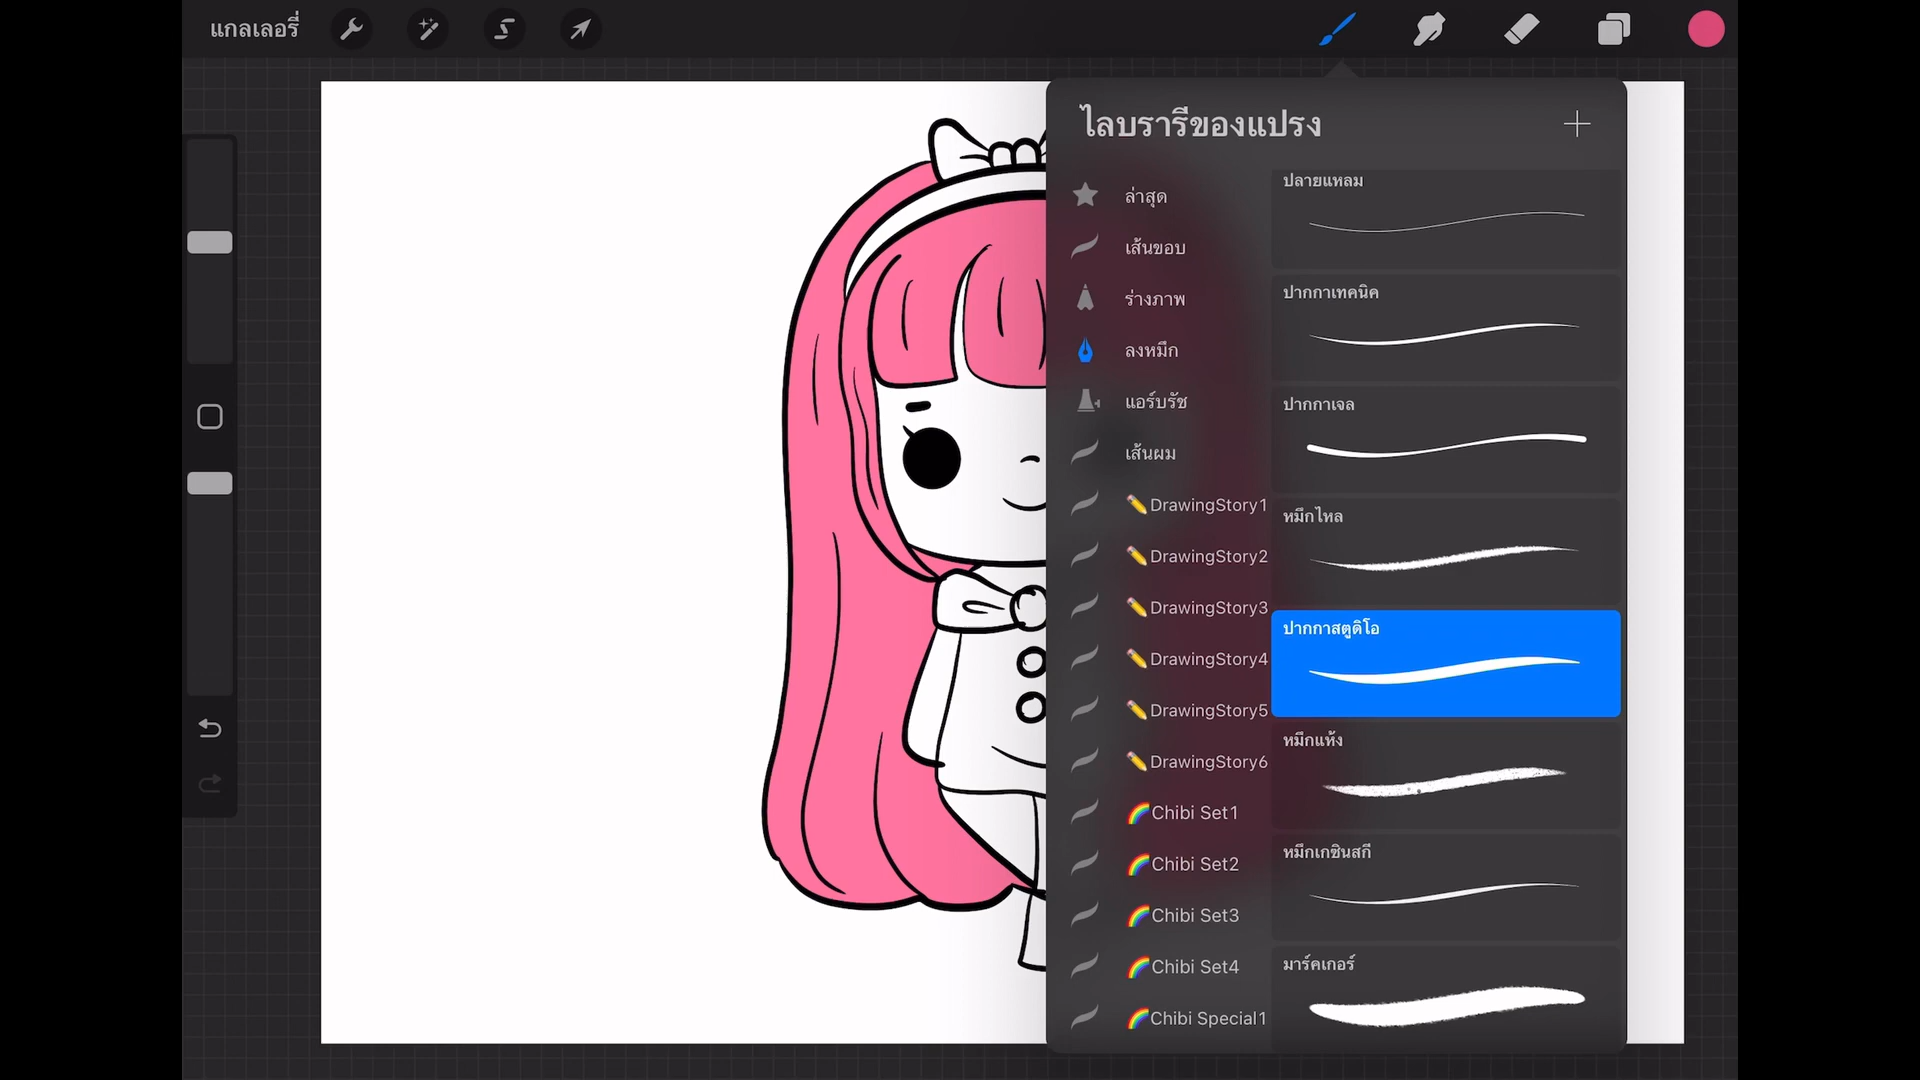 แกลเลอรี่
ไลบรารีของแปรง
ล่าสุด
เส้นขอบ
ร่างภาพ
ลงหมึก
แอร์บรัช
เส้นผม
✏️DrawingStory1
✏️DrawingStory2
✏️DrawingStory3
✏️DrawingStory4
✏️DrawingStory5
✏️DrawingStory6
🌈Chibi Set1
🌈Chibi Set2
🌈Chibi Set3
🌈Chibi Set4
🌈Chibi Special1
ปลายแหลม
ปากกาเทคนิค
ปากกาเจล
หมึกไหล
ปากกาสตูดิโอ
หมึกแห้ง
หมึกเกซินสกี
มาร์คเกอร์